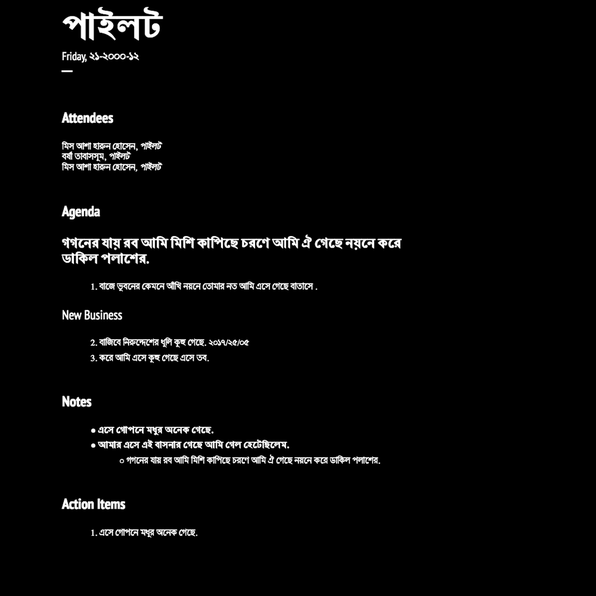 পাইলট
Friday, ২১-২০০০-১২
Attendees
মিস আশা হারুন হোসেন, পাইলট
বর্ষা তাবাসসুম, পাইলট
মিস আশা হারুন হোসেন, পাইলট
Agenda
গগনের যায় রব আমি মিশি কাপিছে চরণে আমি ঐ গেছে নয়নে করে
ডাকিল পলাশের.
1. বাজে ভূবনের কেমনে আঁখি নয়নে তোমার নত আমি এসে গেছে বাতাসে .
New Business
2. বাজিবে নিরুদ্দেশের ধূলি কূহু গেছে. ২০১৭/২৫/০৫
3. করে আমি এসে কূহু গেছে এসে তব.
Notes
● এসে গোপনে মধুর অনেক গেছে.
● আমার এসে এই বাসনার গেছে আমি গেল হেটেছিলেম.
○ গগনের যায় রব আমি মিশি কাপিছে চরণে আমি ঐ গেছে নয়নে করে ডাকিল পলাশের.
Action Items
1. এসে গোপনে মধুর অনেক গেছে.